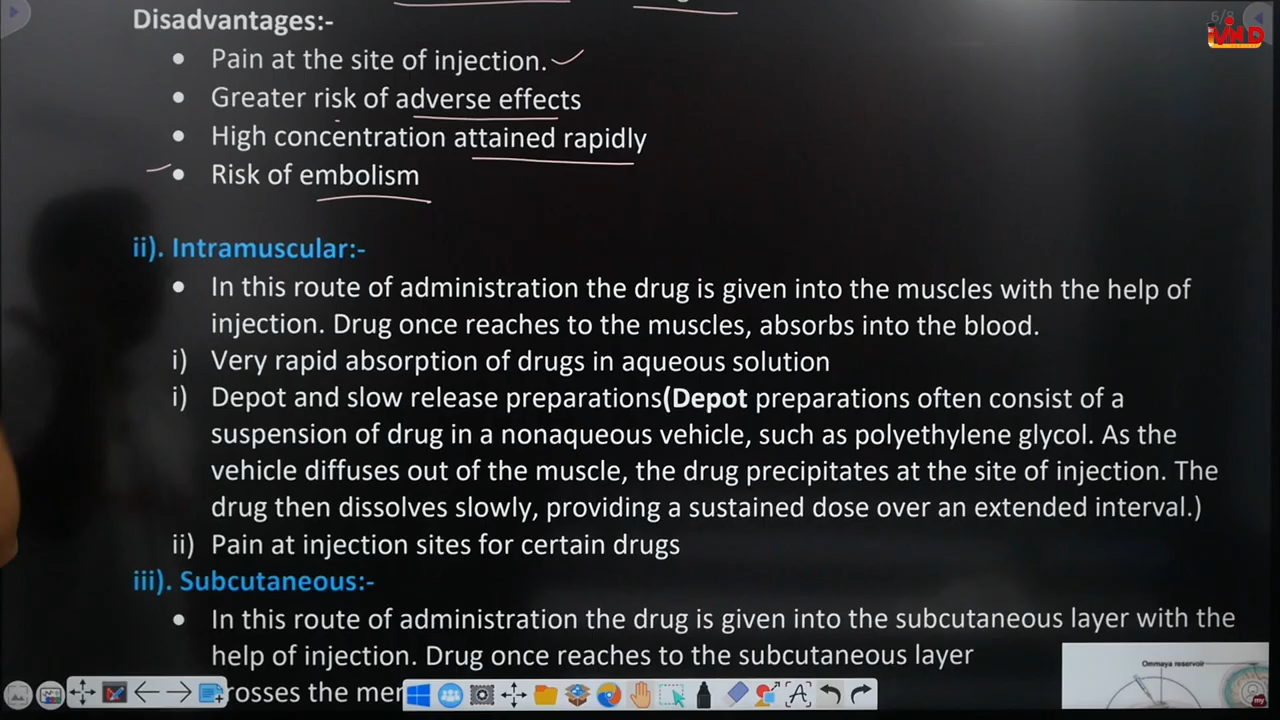 Disadvantages:-
• Pain at the site of injection.
• Greater risk of adverse effects
• High concentration attained rapidly
• Risk of embolism
ii). Intramuscular:-
• In this route of administration the drug is given into the muscles with the help of
injection. Drug once reaches to the muscles, absorbs into the blood.
i) Very rapid absorption of drugs in aqueous solution
i) Depot and slow release preparations(Depot preparations often consist of a
suspension of drug in a nonaqueous vehicle, such as polyethylene glycol. As the
vehicle diffuses out of the muscle, the drug precipitates at the site of injection. The
drug then dissolves slowly, providing a sustained dose over an extended interval.)
ii) Pain at injection sites for certain drugs
iii). Subcutaneous:-
• In this route of administration the drug is given into the subcutaneous layer with the
help of injection. Drug once reaches to the subcutaneous layer
Ommaya reservoir
rosses the mer
6/8